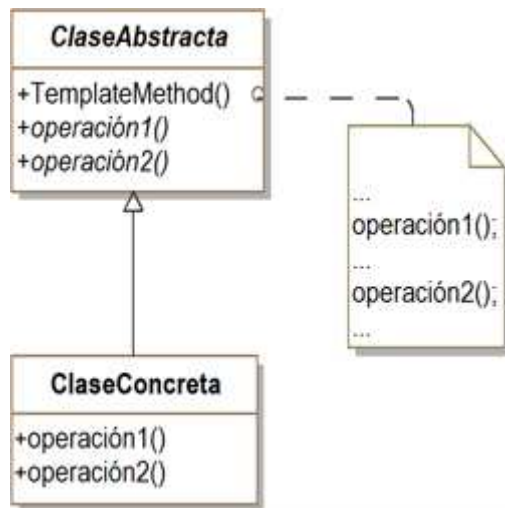 ClaseAbstracta
+TemplateMethod()
+operación1()
+operación2()
...
operación1();
...
operación2();
...
ClaseConcreta
+operación1()
+operación2()